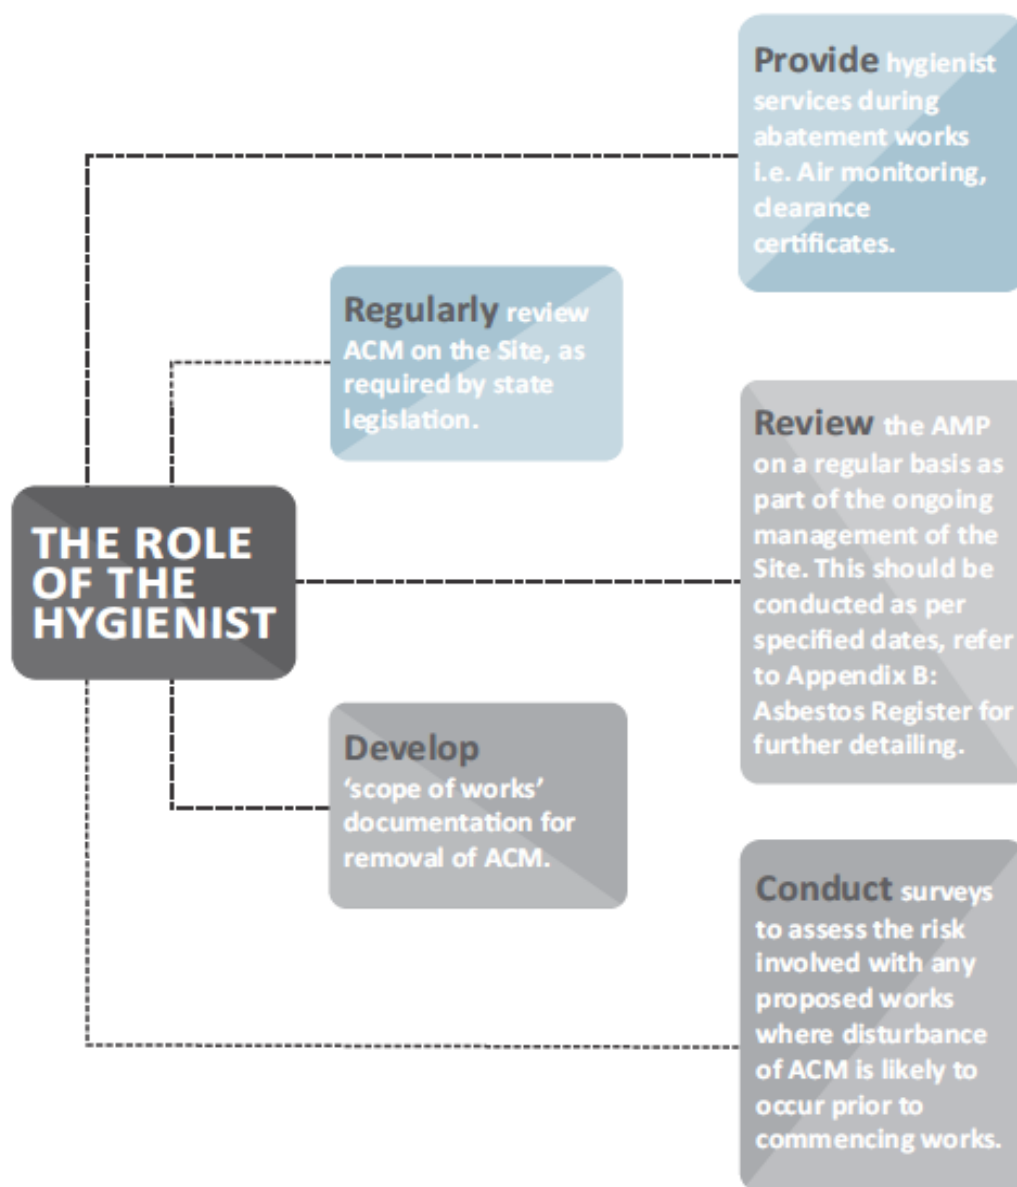 Provide hygienist
services during
abatement works
i.e. Air monitoring,
clearance
certificates.
Regularly review
ACM on the Site, as
required by state
legislation.
THE ROLE
OF THE
HYGIENIST
Review the AMP
on a regular basis as
part of the ongoing
management of the
Site. This should be
conducted as per
specified dates, refer
to Appendix B:
Asbestos Register for
further detailing.
Develop
‘scope of works’
documentation for
removal of ACM.
Conduct surveys
to assess the risk
involved with any
proposed works
where disturbance
of ACM is likely to
occur prior to
commencing works.